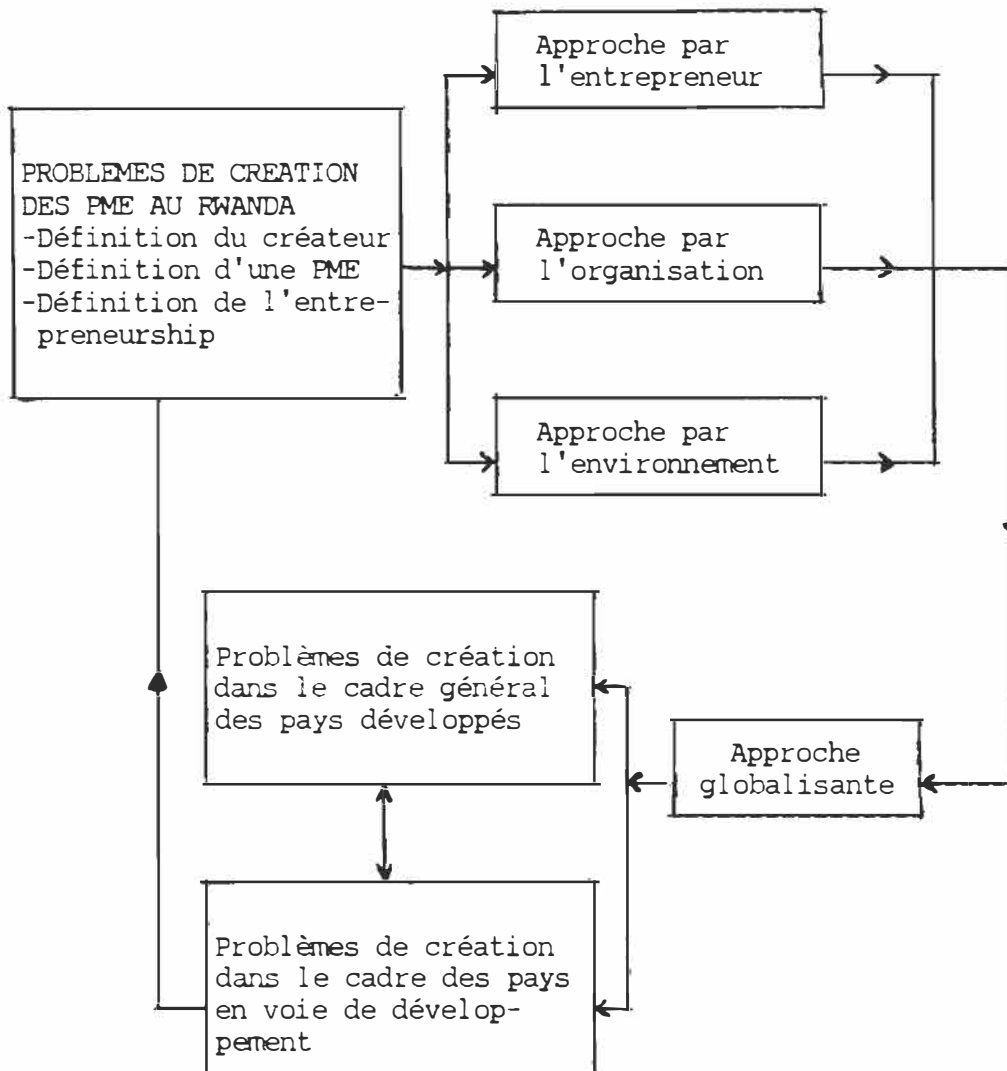 Approche par
l'entrepreneur
PROBLEMES DE CREATION
DES PME AU RWANDA
-Définition du créateur
-Définition d'une PME
-Définition de l'entre-
preneurship
Approche par
l'organisation
Approche par
l'environnement
Problèmes de création
dans le cadre général
des pays développés
Approche
globalisante
Problèmes de création
dans le cadre des pays
en voie de dévelop-
pement